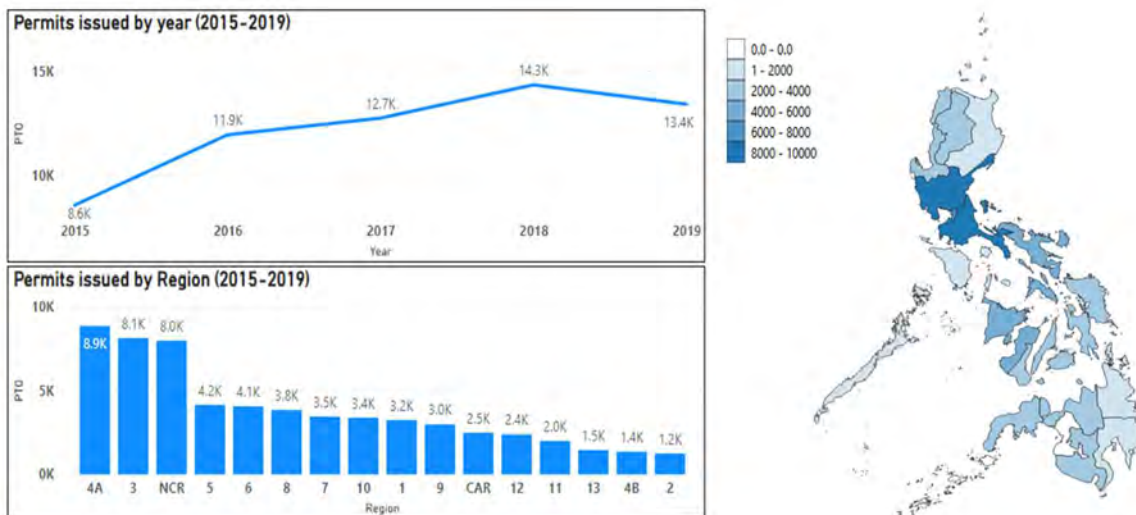 Permits issued by year (2015-2019)
15K
14.3K
12.7K
11.9K
13.4K
PTO
10K
8.6K
2015 2016 2017 2018 2019
Year
Permits issued by Region (2015-2019)
10K
8.9K 8.1K 8.0K
PTO
5K
4.2K 4.1K 3.8K 3.5K 3.4K 3.2K 3.0K 2.5K 2.4K 2.0K 1.5K 1.4K 1.2K
0K
4A 3 NCR 5 6 8 7 10 1 9 CAR 12 11 13 4B 2
Region
0.0 - 0.0
1 - 2000
2000 - 4000
4000 - 6000
6000 - 8000
8000 - 10000